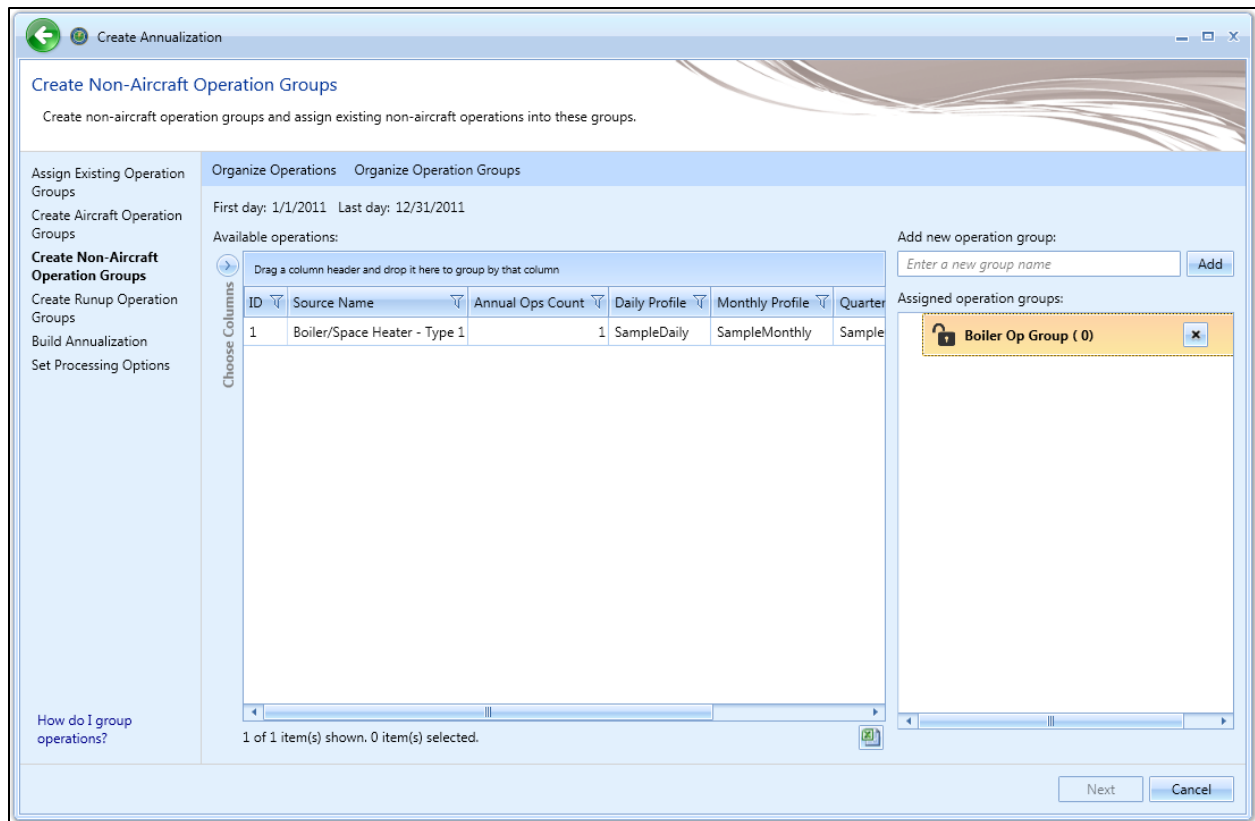 Create Annualization
Create Non-Aircraft Operation Groups
Create non-aircraft operation groups and assign existing non-aircraft operations into these groups.
Assign Existing Operation
Groups
Create Aircraft Operation
Groups
Create Non-Aircraft
Operation Groups
Create Runup Operation
Groups
Build Annualization
Set Processing Options
How do I group
operations?
Organize Operations Organize Operation Groups
First day: 1/1/2011 Last day: 12/31/2011
Available operations:
Choose Columns
Drag a column header and drop it here to group by that column
ID Source Name Annual Ops Count Daily Profile Monthly Profile Quarter
1 Boiler/Space Heater - Type 1 1 SampleDaily SampleMonthly Sample
1 of 1 item(s) shown. 0 item(s) selected.
Add new operation group:
Enter a new group name Add
Assigned operation groups:
Boiler Op Group ( 0)
Next Cancel